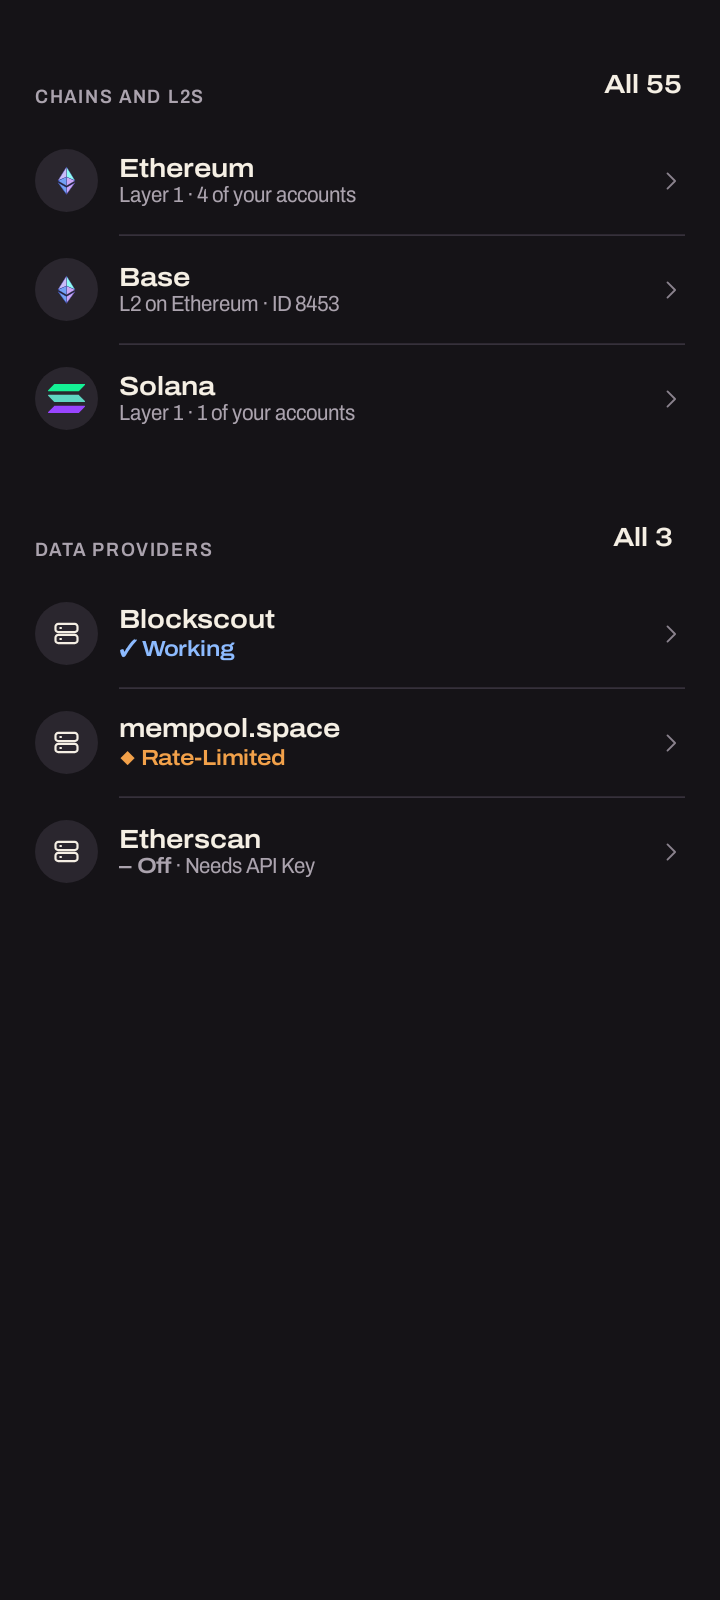 CHAINS AND L2S
All 55
Ethereum
Layer 1 · 4 of your accounts
Base
L2 on Ethereum · ID 8453
Solana
Layer 1 · 1 of your accounts
DATA PROVIDERS
All 3
Blockscout
✓ Working
mempool.space
◆ Rate-Limited
Etherscan
– Off · Needs API Key